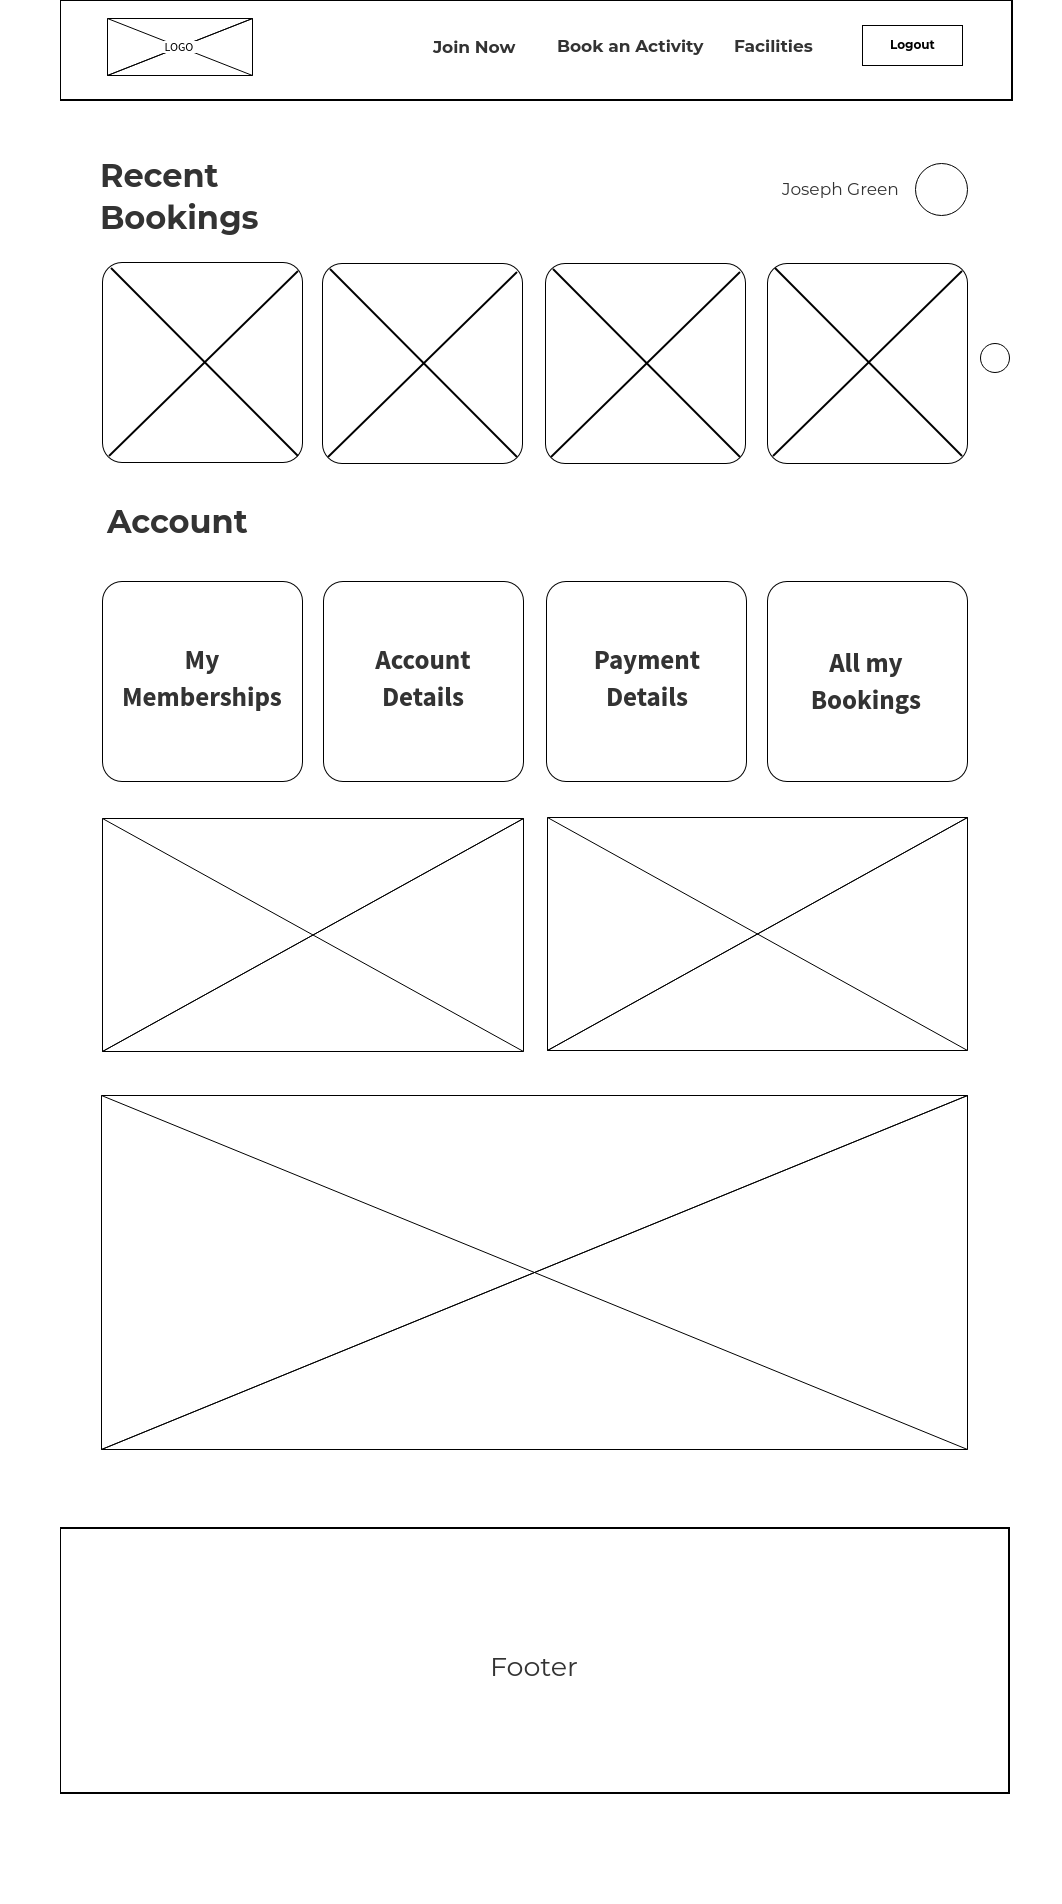 LOGO
Join Now
Book an Activity
Facilities
Logout
Recent
Bookings
Joseph Green
Account
My
Memberships
Account
Details
Payment
Details
All my
Bookings
Footer